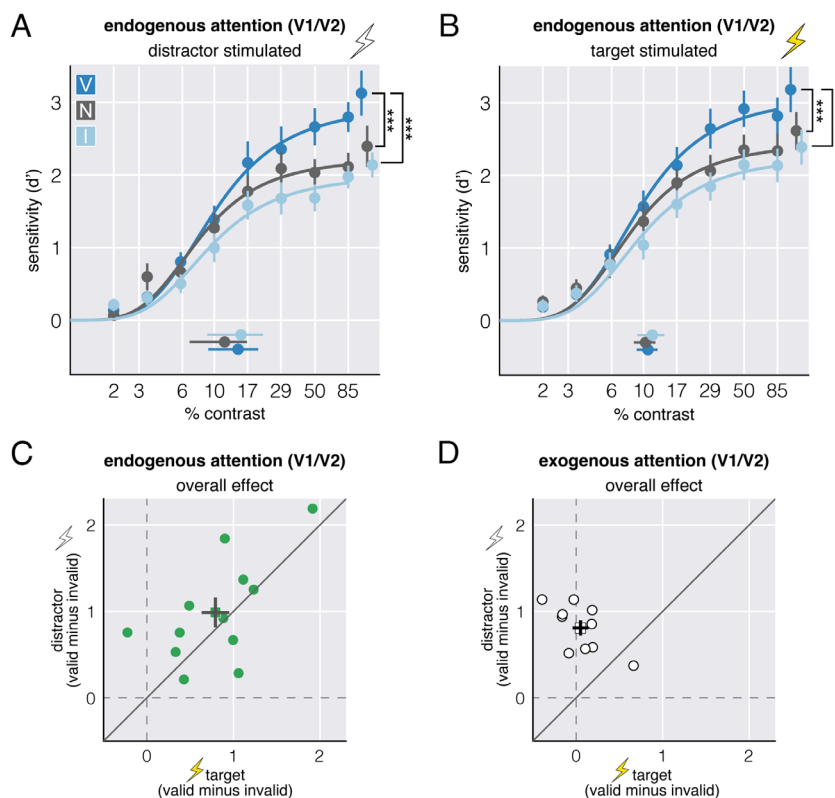 A
endogenous attention (V1/V2)
distractor stimulated
V
N
I
***
***
3
2
1
0
sensitivity (d')
2 3 6 10 17 29 50 85
% contrast
B
endogenous attention (V1/V2)
target stimulated
***
3
2
1
0
sensitivity (d')
2 3 6 10 17 29 50 85
% contrast
C
endogenous attention (V1/V2)
overall effect
2
1
0
distractor
(valid minus invalid)
0 1 2
target
(valid minus invalid)
D
exogenous attention (V1/V2)
overall effect
2
1
0
distractor
(valid minus invalid)
0 1 2
target
(valid minus invalid)